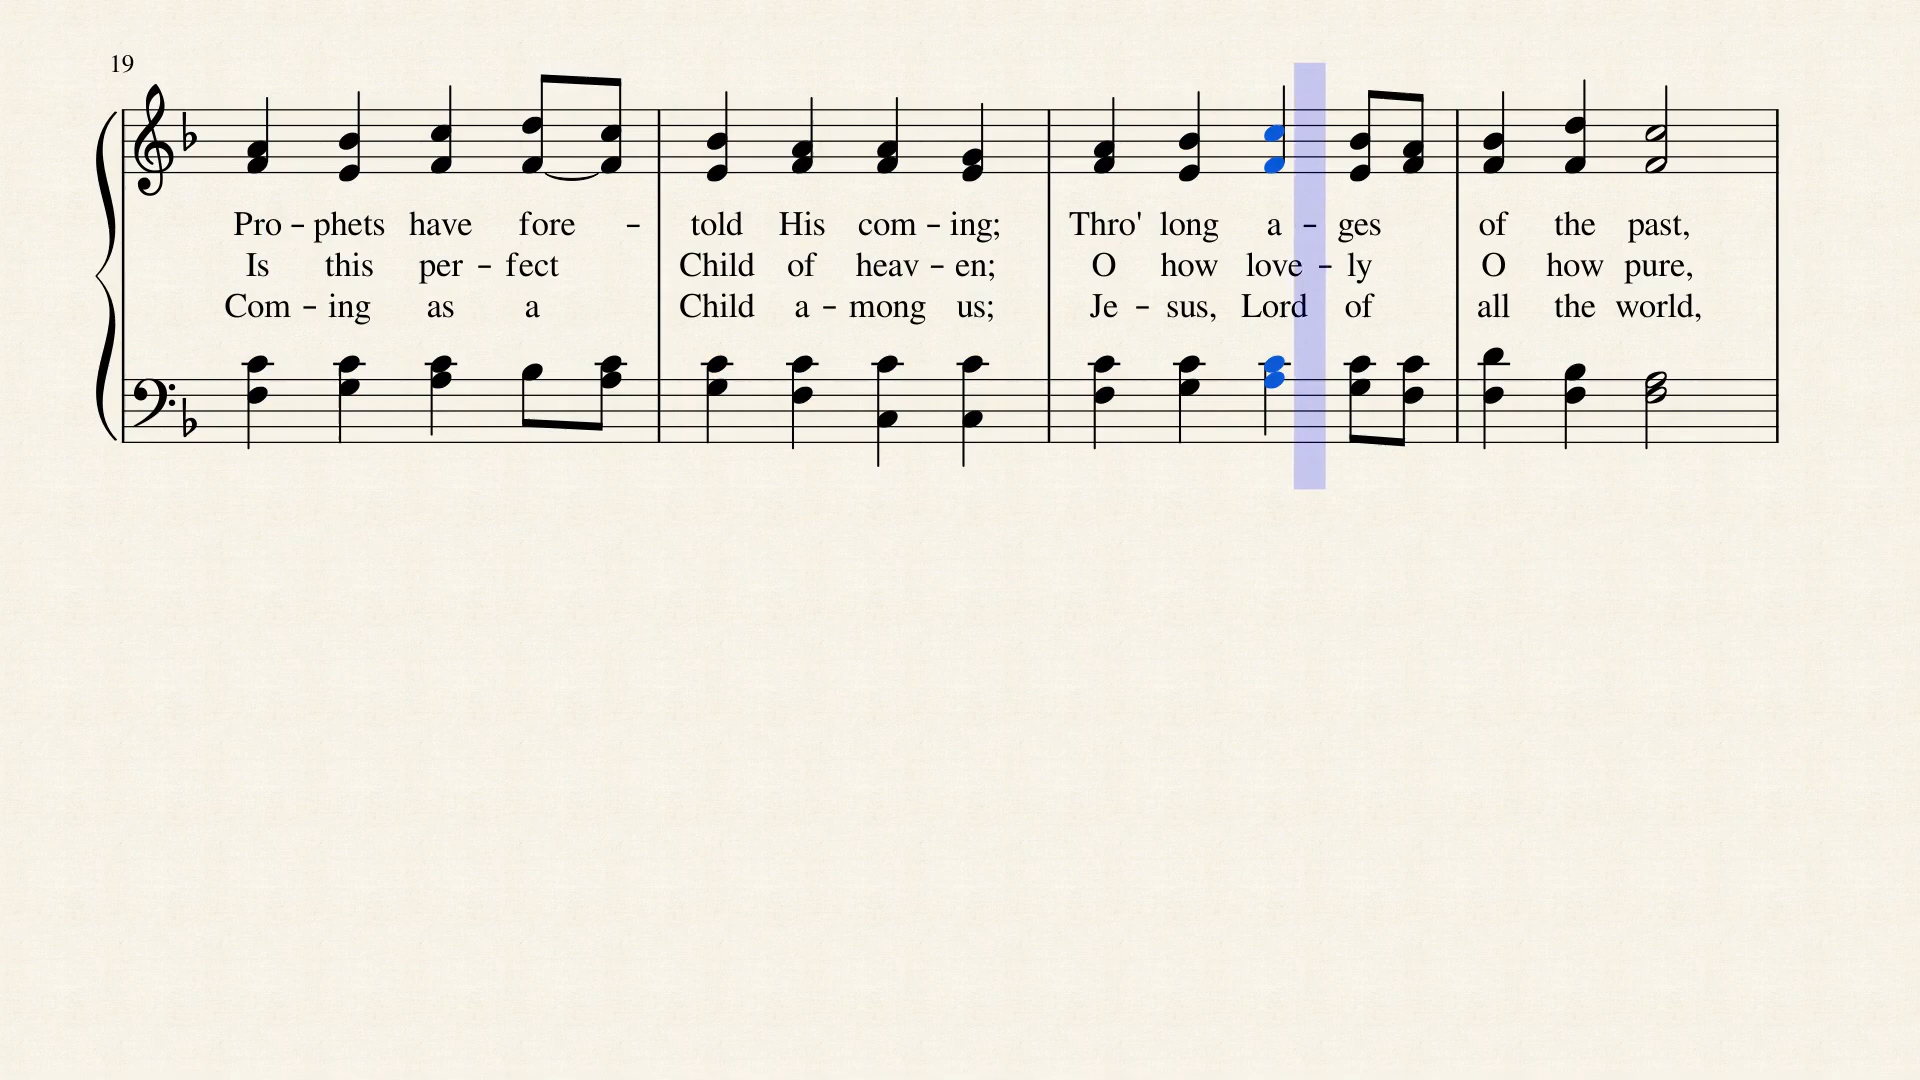 19
Pro - phets have fore - told His com - ing; Thro' long a - ges of the past,
Is this per - fect Child of heav - en; O how love - ly O how pure,
Com - ing as a Child a - mong us; Je - sus, Lord of all the world,